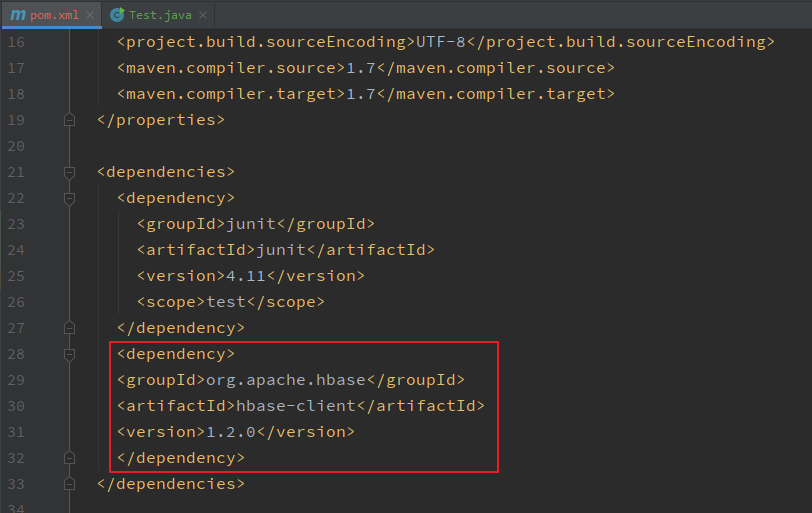 pom.xml Test.java
16 <project.build.sourceEncoding>UTF-8</project.build.sourceEncoding>
17 <maven.compiler.source>1.7</maven.compiler.source>
18 <maven.compiler.target>1.7</maven.compiler.target>
19 </properties>
20
21 <dependencies>
22 <dependency>
23 <groupId>junit</groupId>
24 <artifactId>junit</artifactId>
25 <version>4.11</version>
26 <scope>test</scope>
27 </dependency>
28 <dependency>
29 <groupId>org.apache.hbase</groupId>
30 <artifactId>hbase-client</artifactId>
31 <version>1.2.0</version>
32 </dependency>
33 </dependencies>
34